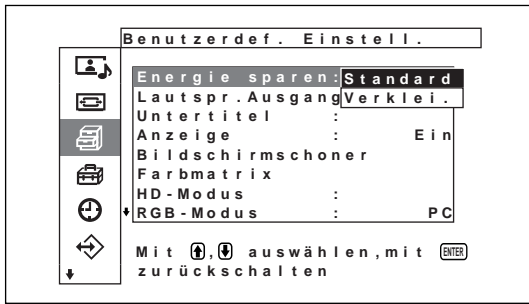 Benutzerdef. Einstell.
Energie sparen: Standard
Lautspr.Ausgang Verklei.
Untertitel :
Anzeige : Ein
Bildschirmschoner
Farbmatrix
HD-Modus :
RGB-Modus : PC
Mit ↑,↓ auswählen,mit ENTER
zurückschalten